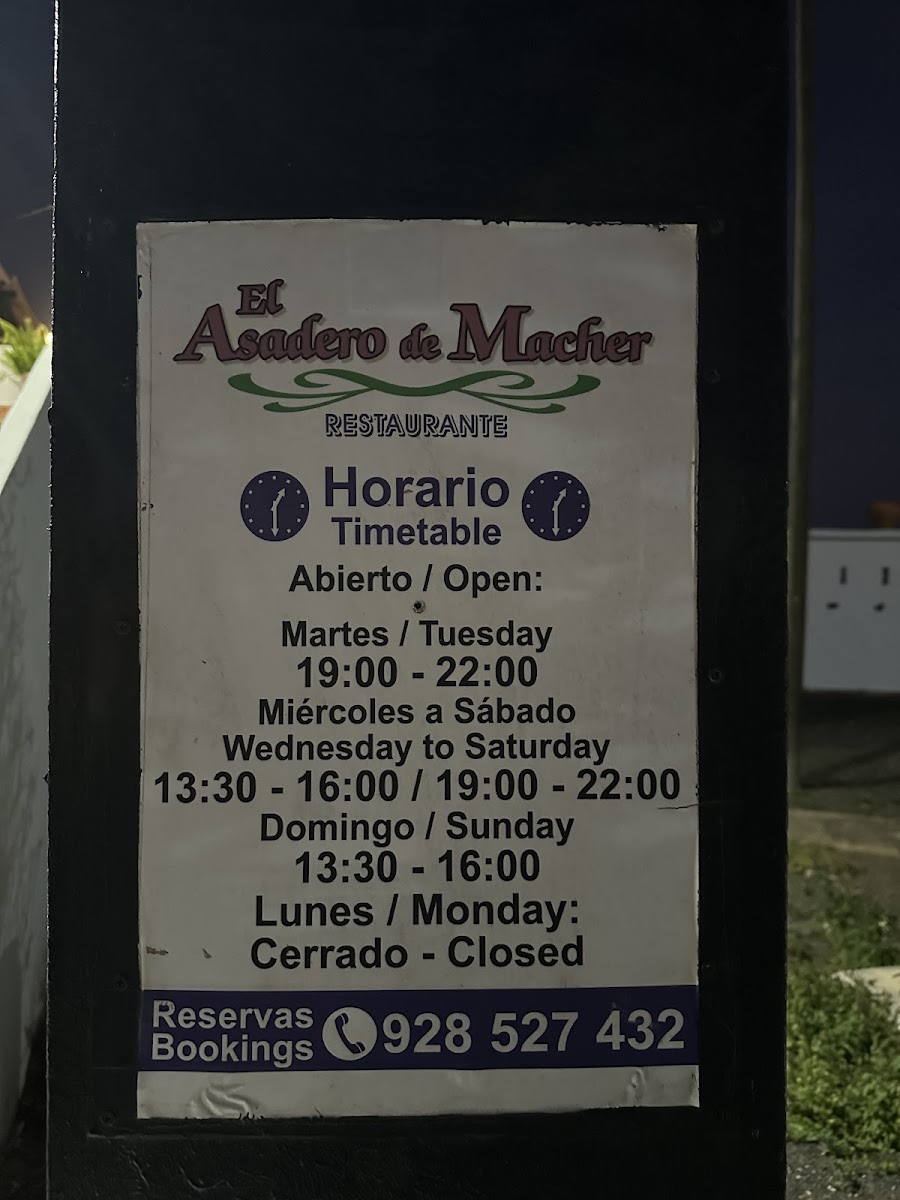 El
Asadero de Macher
RESTAURANTE
Horario
Timetable
Abierto / Open:
Martes / Tuesday
19:00 - 22:00
Miércoles a Sábado
Wednesday to Saturday
13:30 - 16:00 / 19:00 - 22:00
Domingo / Sunday
13:30 - 16:00
Lunes / Monday:
Cerrado - Closed
Reservas
Bookings
928 527 432